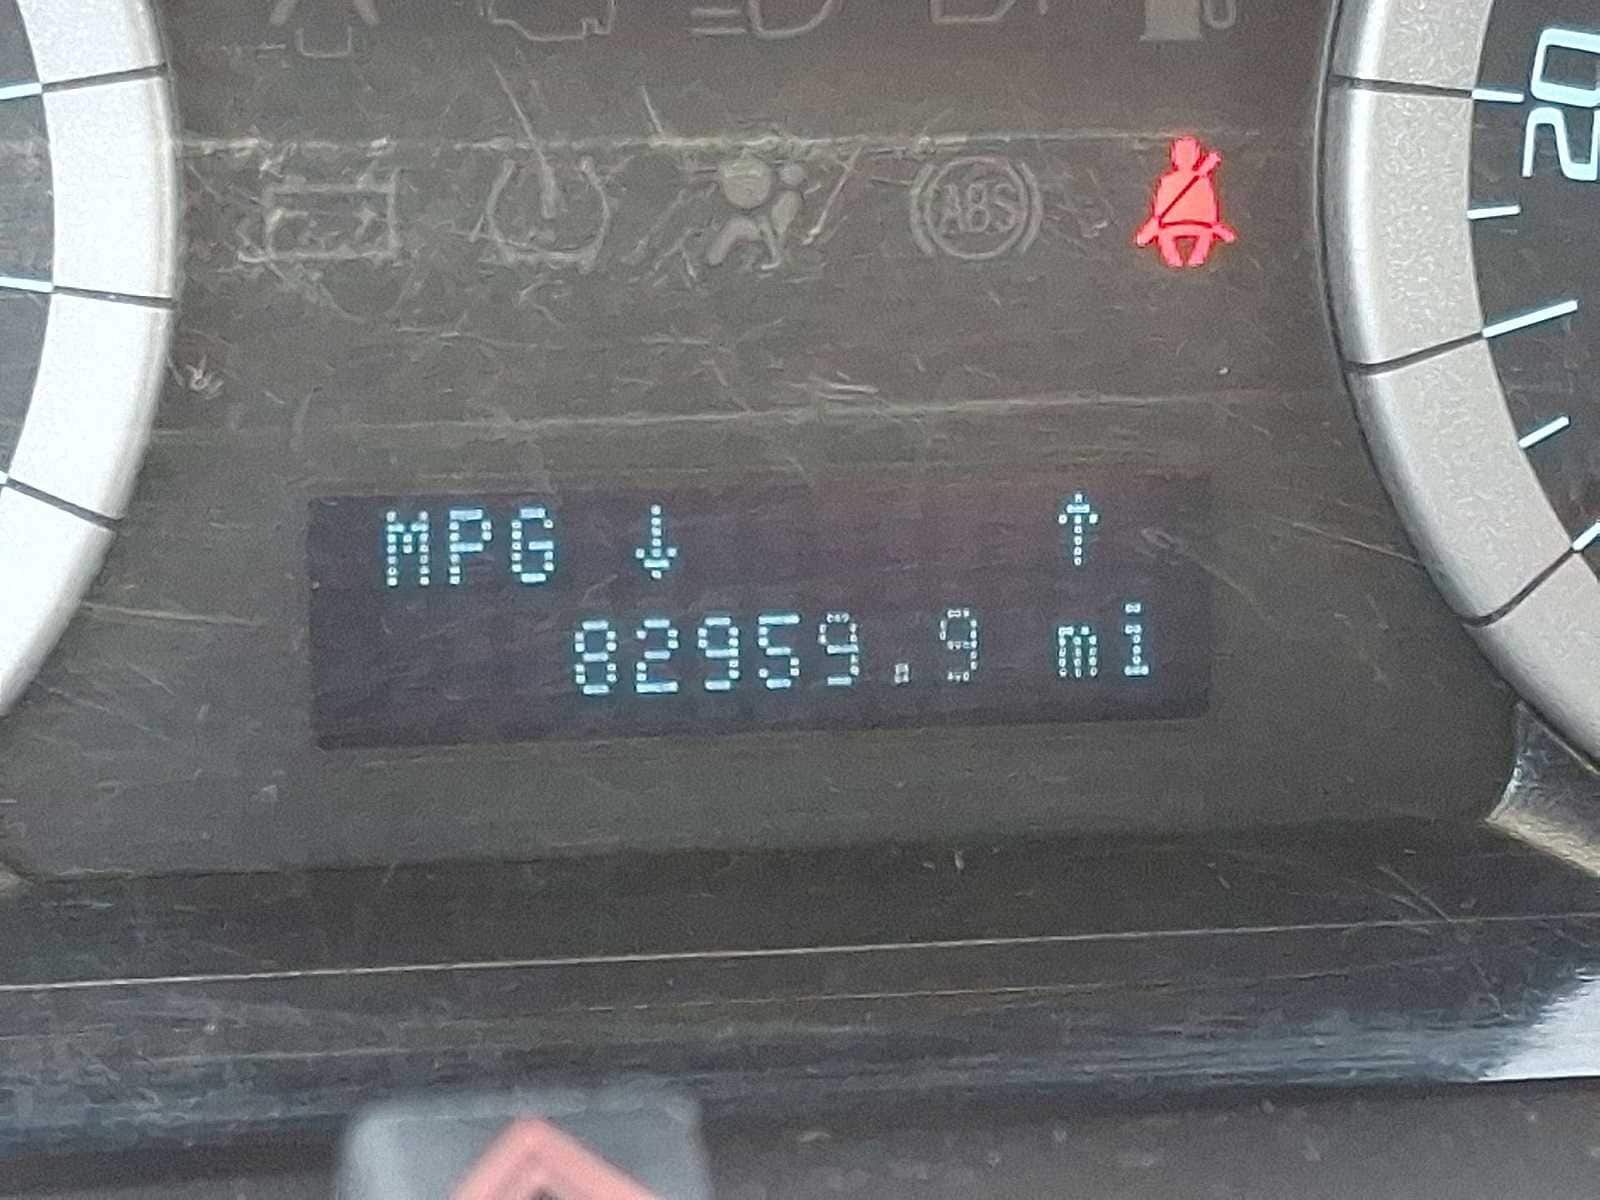 20
ABS
MPG ↓ ↑
82959.9 mi